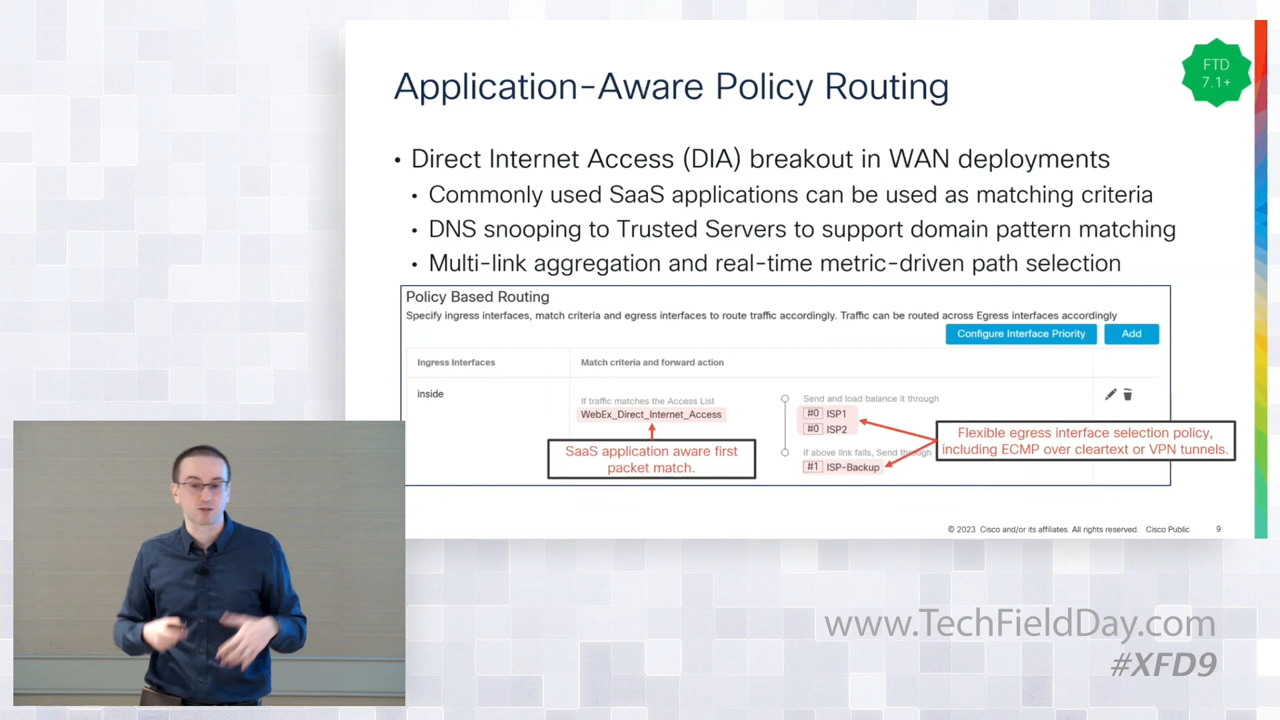 FTD
7.1+
Application-Aware Policy Routing
• Direct Internet Access (DIA) breakout in WAN deployments
• Commonly used SaaS applications can be used as matching criteria
• DNS snooping to Trusted Servers to support domain pattern matching
• Multi-link aggregation and real-time metric-driven path selection
Policy Based Routing
Specify ingress interfaces, match criteria and egress interfaces to route traffic accordingly. Traffic can be routed across Egress interfaces accordingly
Configure Interface Priority
Add
Ingress Interfaces
Match criteria and forward action
inside
If traffic matches the Access List
WebEx_Direct_Internet_Access
Send and load balance it through
#0 ISP1
#0 ISP2
If above link fails, Send through
#1 ISP-Backup
SaaS application aware first
packet match.
Flexible egress interface selection policy,
including ECMP over cleartext or VPN tunnels.
© 2023 Cisco and/or its affiliates. All rights reserved. Cisco Public
9
www.TechFieldDay.com
#XFD9